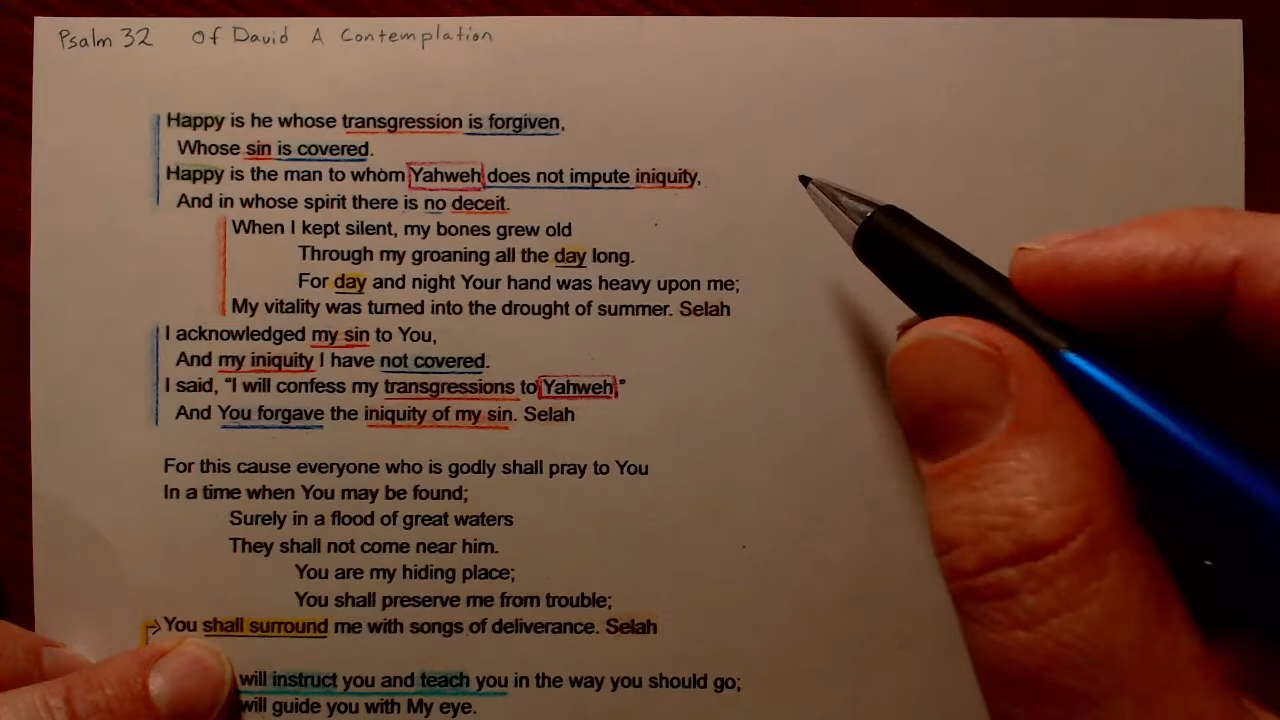 Psalm 32 Of David A Contemplation
Happy is he whose transgression is forgiven,
Whose sin is covered.
Happy is the man to whom Yahweh does not impute iniquity,
And in whose spirit there is no deceit.
When I kept silent, my bones grew old
Through my groaning all the day long.
For day and night Your hand was heavy upon me;
My vitality was turned into the drought of summer. Selah
I acknowledged my sin to You,
And my iniquity I have not covered.
I said, “I will confess my transgressions to Yahweh,”
And You forgave the iniquity of my sin. Selah
For this cause everyone who is godly shall pray to You
In a time when You may be found;
Surely in a flood of great waters
They shall not come near him.
You are my hiding place;
You shall preserve me from trouble;
You shall surround me with songs of deliverance. Selah
will instruct you and teach you in the way you should go;
will guide you with My eye.